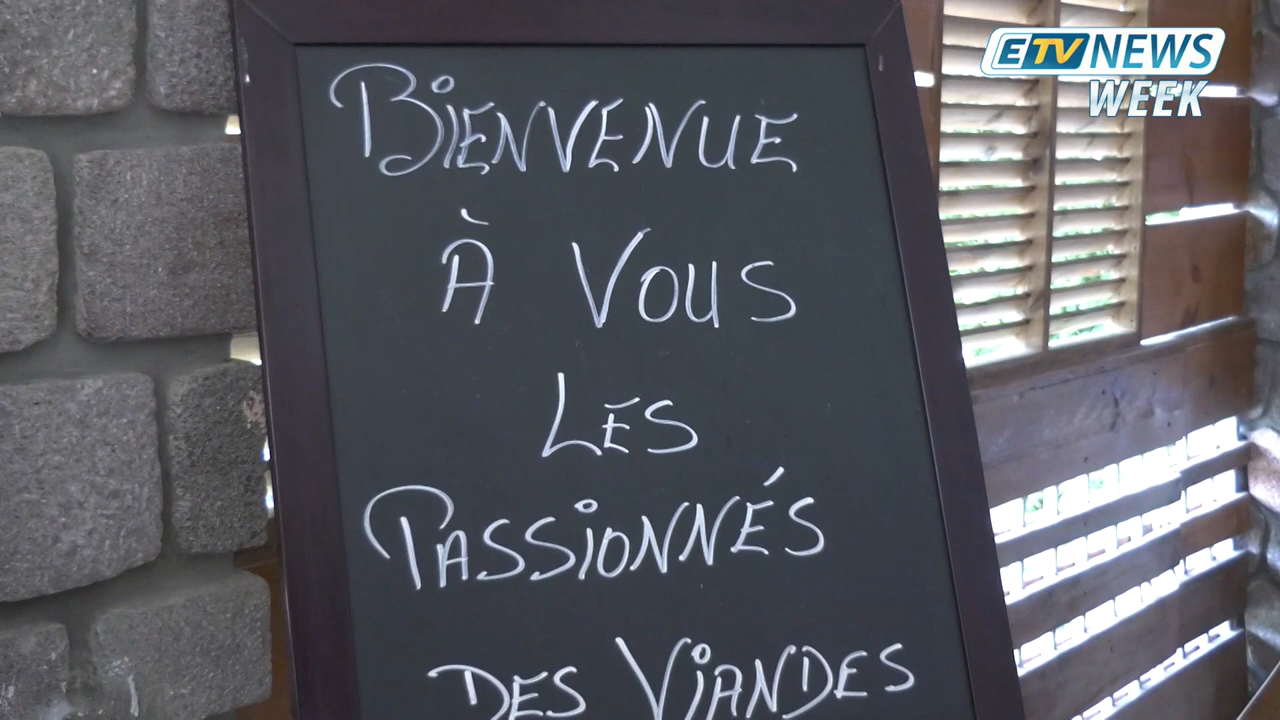 ETV NEWS
WEEK
BiENVENUE
À VOUS
LES
PASSiONNÉS
DES ViANDES